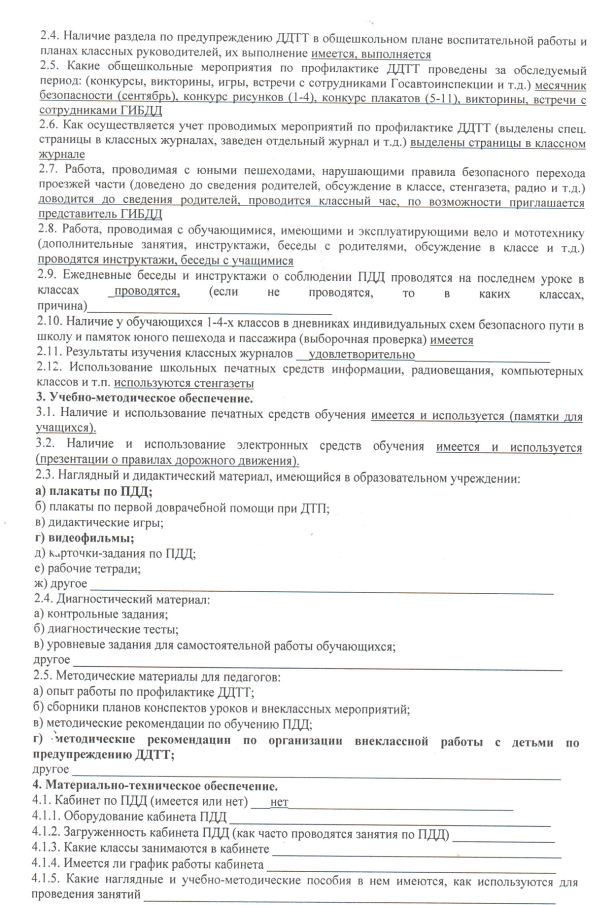 2.4. Наличие раздела по предупреждению ДДТТ в общешкольном плане воспитательной работы и
планах классных руководителей, их выполнение имеется, выполняется
2.5. Какие общешкольные мероприятия по профилактике ДДТТ проведены за обследуемый
период: (конкурсы, викторины, игры, встречи с сотрудниками Госавтоинспекции и т.д.) месячник
безопасности (сентябрь), конкурс рисунков (1-4), конкурс плакатов (5-11), викторины, встречи с
сотрудниками ГИБДД
2.6. Как осуществляется учет проводимых мероприятий по профилактике ДДТТ (выделены спец.
страницы в классных журналах, заведен отдельный журнал и т.д.) выделены страницы в классном
журнале
2.7. Работа, проводимая с юными пешеходами, нарушающими правила безопасного перехода
проезжей части (доведено до сведения родителей, обсуждение в классе, стенгазета, радио и т.д.)
доводится до сведения родителей, проводится классный час, по возможности приглашается
представитель ГИБДД
2.8. Работа, проводимая с обучающимися, имеющими и эксплуатирующими вело и мототехнику
(дополнительные занятия, инструктажи, беседы с родителями, обсуждение в классе и т.д.)
проводятся инструктажи, беседы с учащимися
2.9. Ежедневные беседы и инструктажи о соблюдении ПДД проводятся на последнем уроке в
классах _проводятся, (если не проводятся, то в каких классах,
причина)____________________
2.10. Наличие у обучающихся 1-4-х классов в дневниках индивидуальных схем безопасного пути в
школу и памяток юного пешехода и пассажира (выборочная проверка) имеется
2.11. Результаты изучения классных журналов __удовлетворительно____________________
2.12. Использование школьных печатных средств информации, радиовещания, компьютерных
классов и т.п. используются стенгазеты
3. Учебно-методическое обеспечение.
3.1. Наличие и использование печатных средств обучения имеется и используется (памятки для
учащихся).
3.2. Наличие и использование электронных средств обучения имеется и используется
(презентации о правилах дорожного движения).
2.3. Наглядный и дидактический материал, имеющийся в образовательном учреждении:
а) плакаты по ПДД;
б) плакаты по первой доврачебной помощи при ДТП;
в) дидактические игры;
г) видеофильмы;
д) карточки-задания по ПДД;
е) рабочие тетради;
ж) другое ____________________
2.4. Диагностический материал:
а) контрольные задания;
б) диагностические тесты;
в) уровневые задания для самостоятельной работы обучающихся;
другое ____________________
2.5. Методические материалы для педагогов:
а) опыт работы по профилактике ДДТТ;
б) сборники планов конспектов уроков и внеклассных мероприятий;
в) методические рекомендации по обучению ПДД;
г) методические рекомендации по организации внеклассной работы с детьми по
предупреждению ДДТТ;
другое ____________________
4. Материально-техническое обеспечение.
4.1. Кабинет по ПДД (имеется или нет) ___нет____________________
4.1.1. Оборудование кабинета ПДД ____________________
4.1.2. Загруженность кабинета ПДД (как часто проводятся занятия по ПДД) ____________________
4.1.3. Какие классы занимаются в кабинете ____________________
4.1.4. Имеется ли график работы кабинета ____________________
4.1.5. Какие наглядные и учебно-методические пособия в нем имеются, как используются для
проведения занятий ____________________